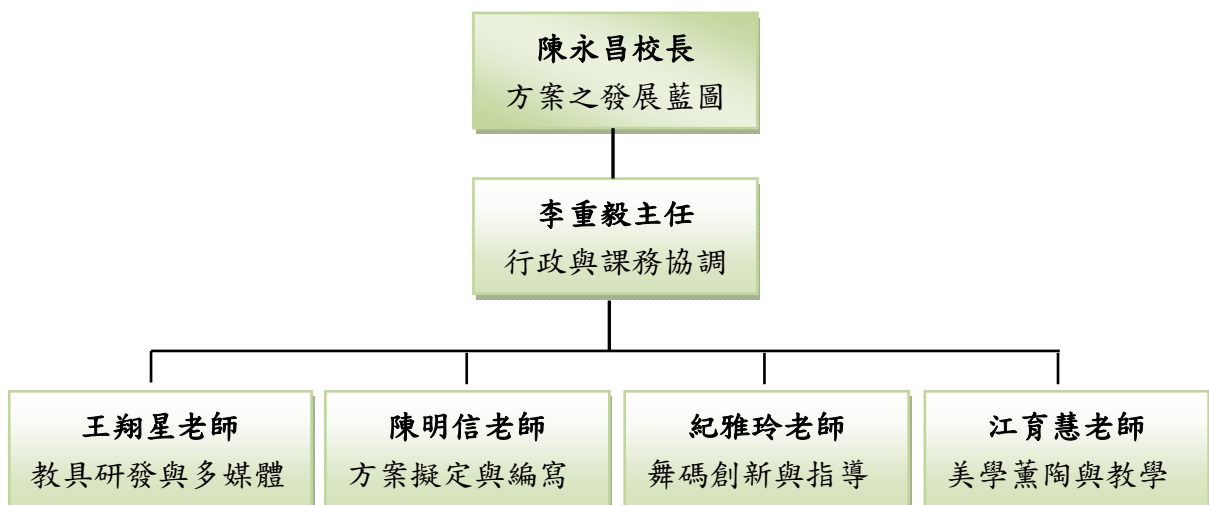 陳永昌校長
方案之發展藍圖
李重毅主任
行政與課務協調
王翔星老師
教具研發與多媒體
陳明信老師
方案擬定與編寫
紀雅玲老師
舞碼創新與指導
江育慧老師
美學薰陶與教學